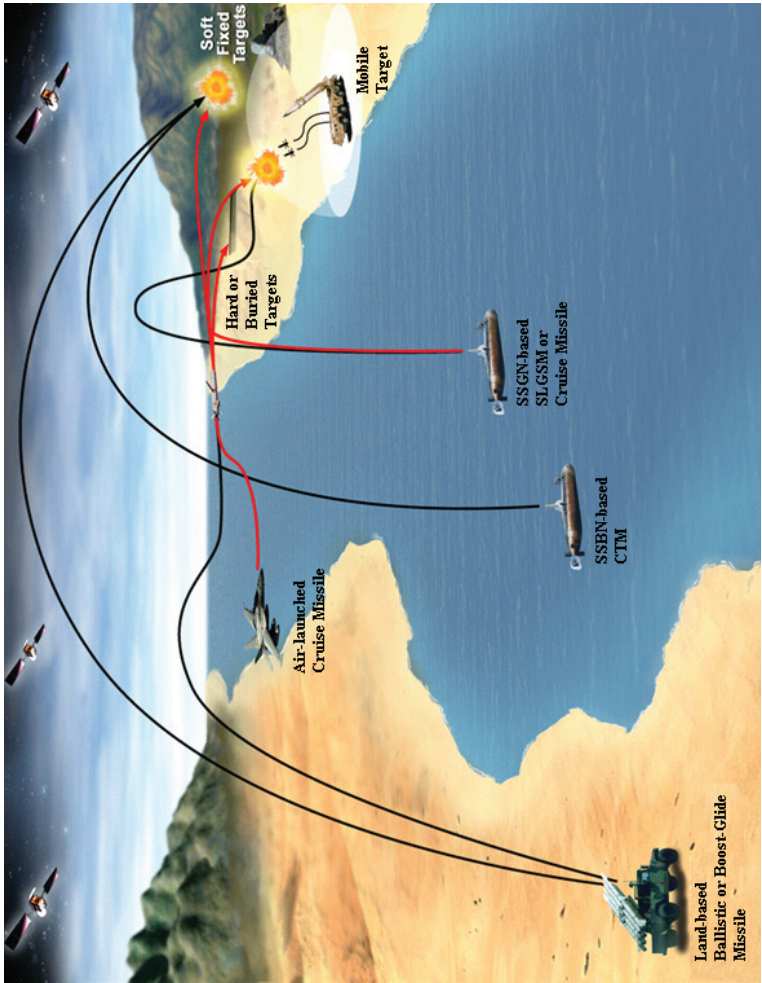 Soft
Fixed
Targets
Mobile
Target
Hard or
Buried
Targets
SSGN-based
SLGSM or
Cruise Missile
SSBN-based
CTM
Air-launched
Cruise Missile
Land-based
Ballistic or Boost-Glide
Missile